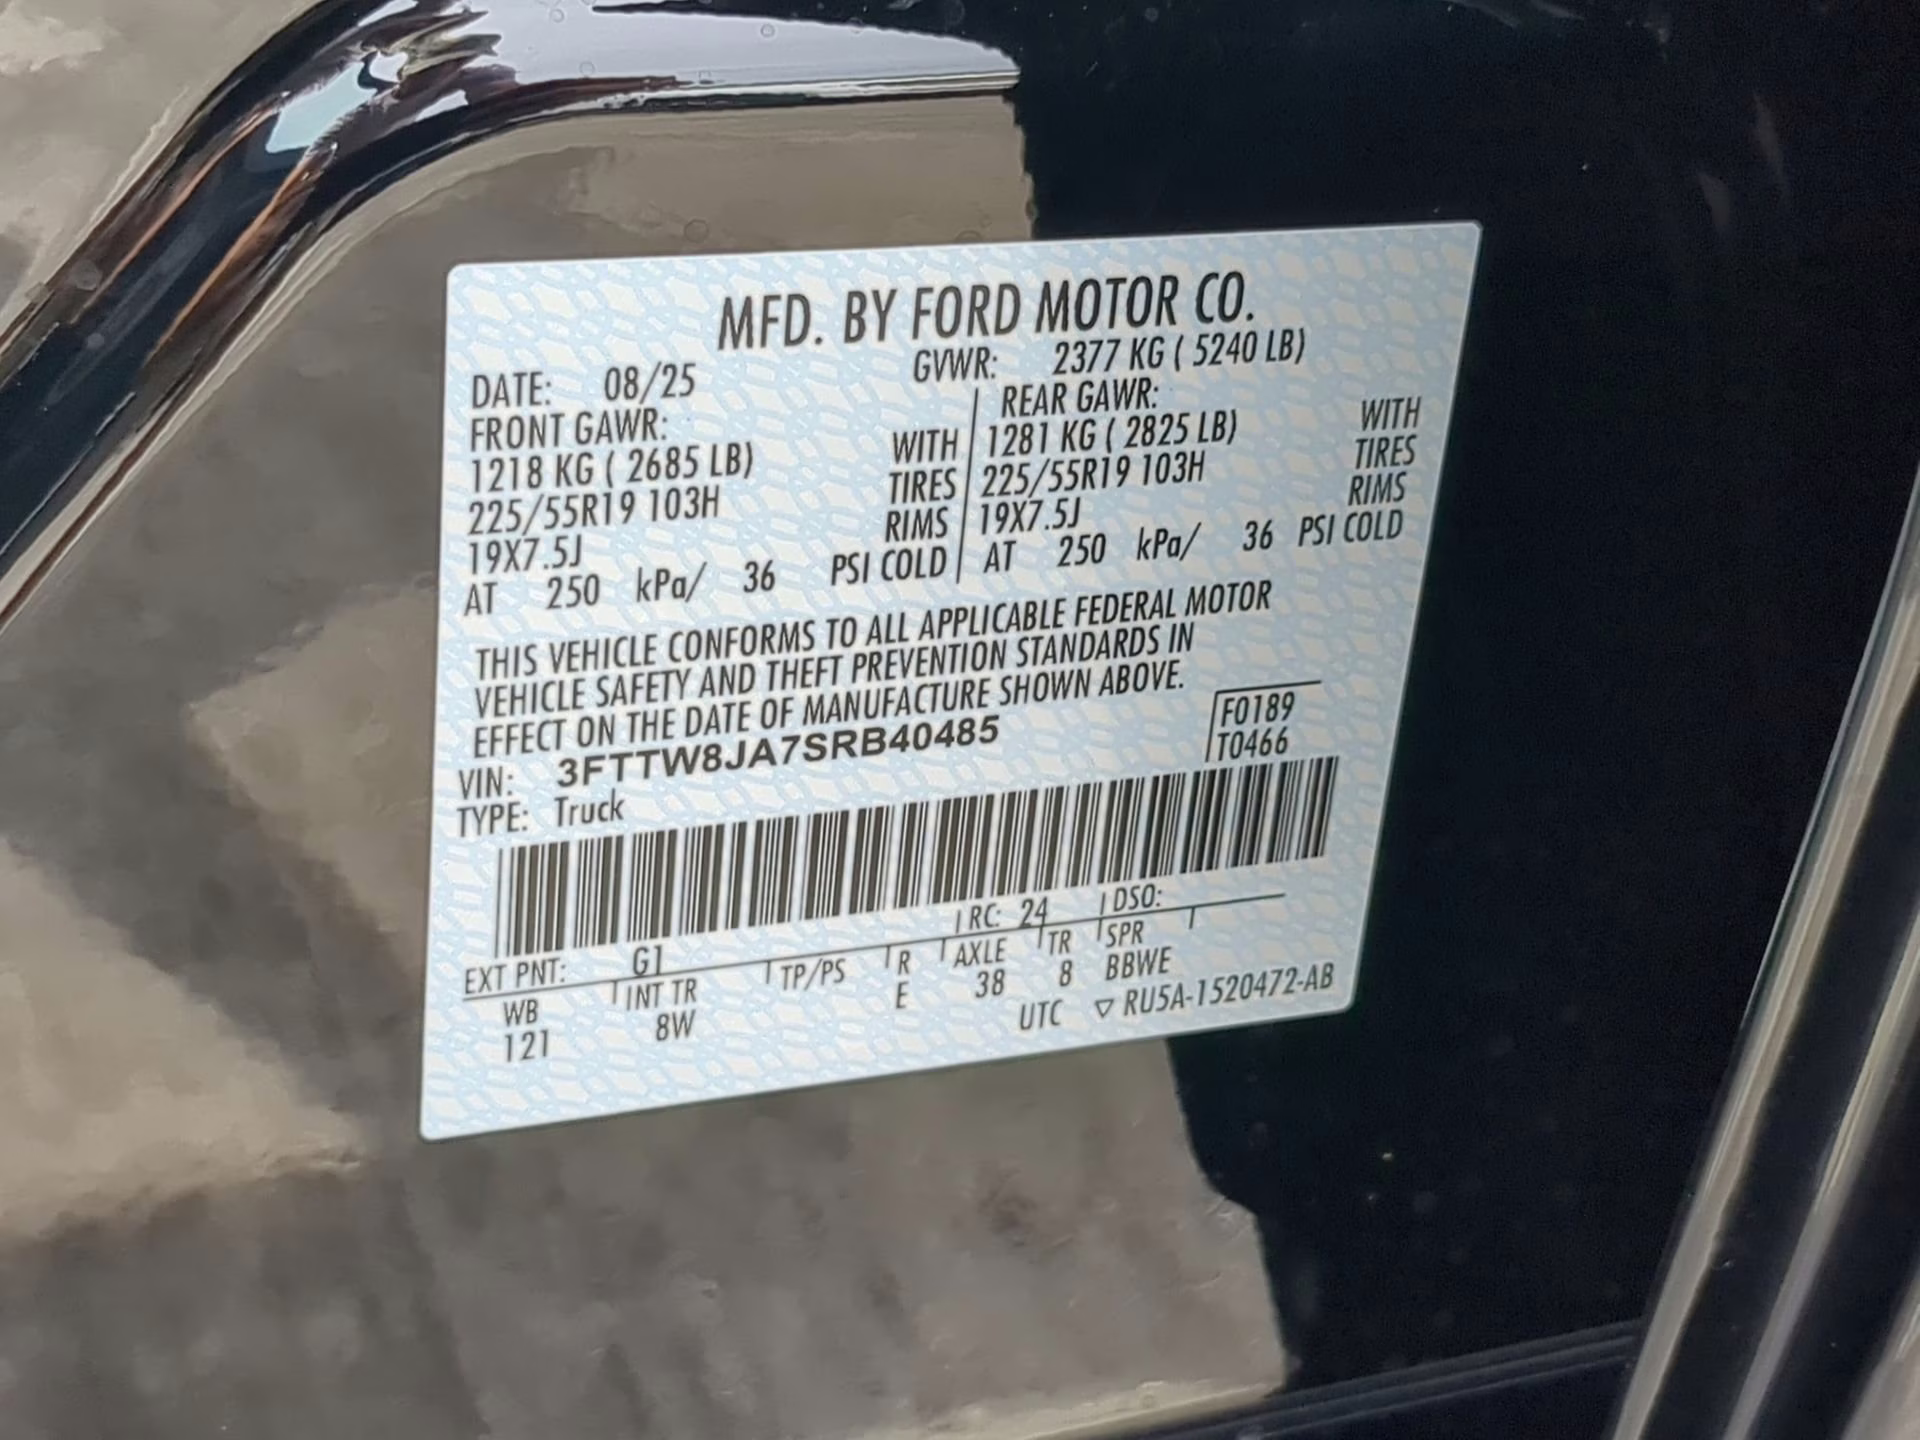 MFD. BY FORD MOTOR CO.
DATE: 08/25 GVWR: 2377 KG ( 5240 LB)
FRONT GAWR: REAR GAWR:
1218 KG ( 2685 LB) WITH 1281 KG ( 2825 LB) WITH
225/55R19 103H TIRES 225/55R19 103H TIRES
19X7.5J RIMS 19X7.5J RIMS
AT 250 kPa/ 36 PSI COLD AT 250 kPa/ 36 PSI COLD
THIS VEHICLE CONFORMS TO ALL APPLICABLE FEDERAL MOTOR
VEHICLE SAFETY AND THEFT PREVENTION STANDARDS IN
EFFECT ON THE DATE OF MANUFACTURE SHOWN ABOVE.
VIN: 3FTTW8JA7SRB40485 F0189
TYPE: Truck T0466
EXT PNT: G1 RC: 24 DSO:
WB INT TR TP/PS R AXLE TR SPR
121 8W E 38 8 BBWE
UTC ▽ RU5A-1520472-AB